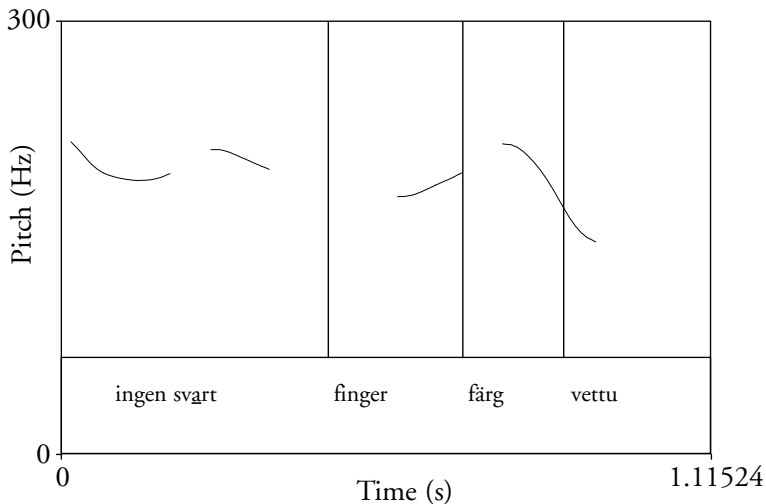 300
Pitch (Hz)
ingen svart finger färg vettu
0
0 1.11524
Time (s)